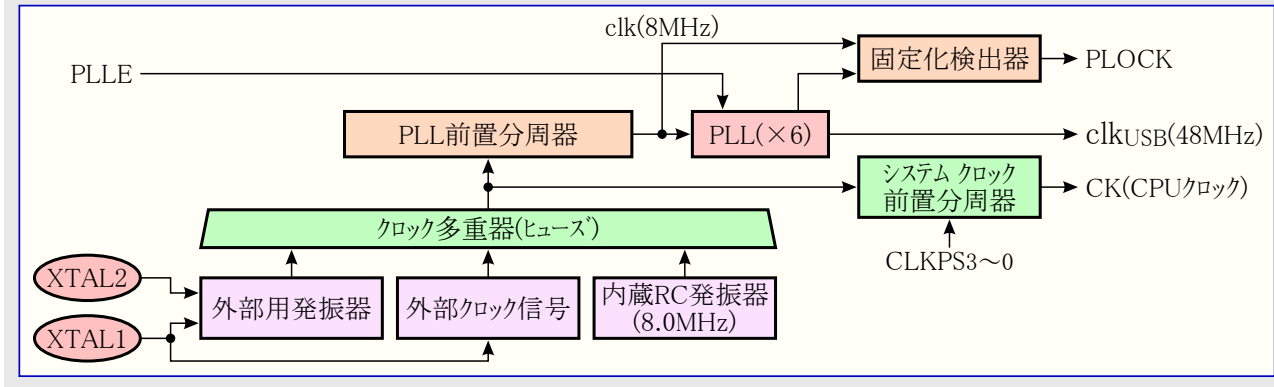 clk(8MHz)
固定化検出器
PLOCK
PLLE
PLL前置分周器
PLL(×6)
clkUSB(48MHz)
システム クロック
前置分周器
CK(CPUクロック)
クロック多重器(ヒューズ)
CLKPS3～0
XTAL2
外部用発振器
外部クロック信号
内蔵RC発振器
(8.0MHz)
XTAL1